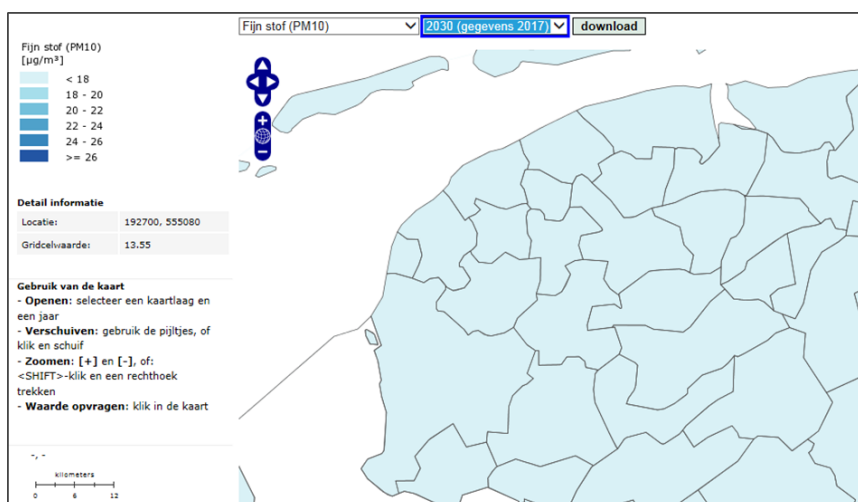 Fijn stof (PM10)
2030 (gegevens 2017)
download
Fijn stof (PM10)
[µg/m³]
< 18
18 - 20
20 - 22
22 - 24
24 - 26
>= 26
Detail informatie
Locatie: 192700, 555080
Gridcelwaarde: 13.55
Gebruik van de kaart
- Openen: selecteer een kaartlaag en
een jaar
- Verschuiven: gebruik de pijltjes, of
klik en schuif
- Zoomen: [+] en [-], of:
<SHIFT>-klik en een rechthoek
trekken
- Waarde opvragen: klik in de kaart
-, -
kilometers
0 6 12